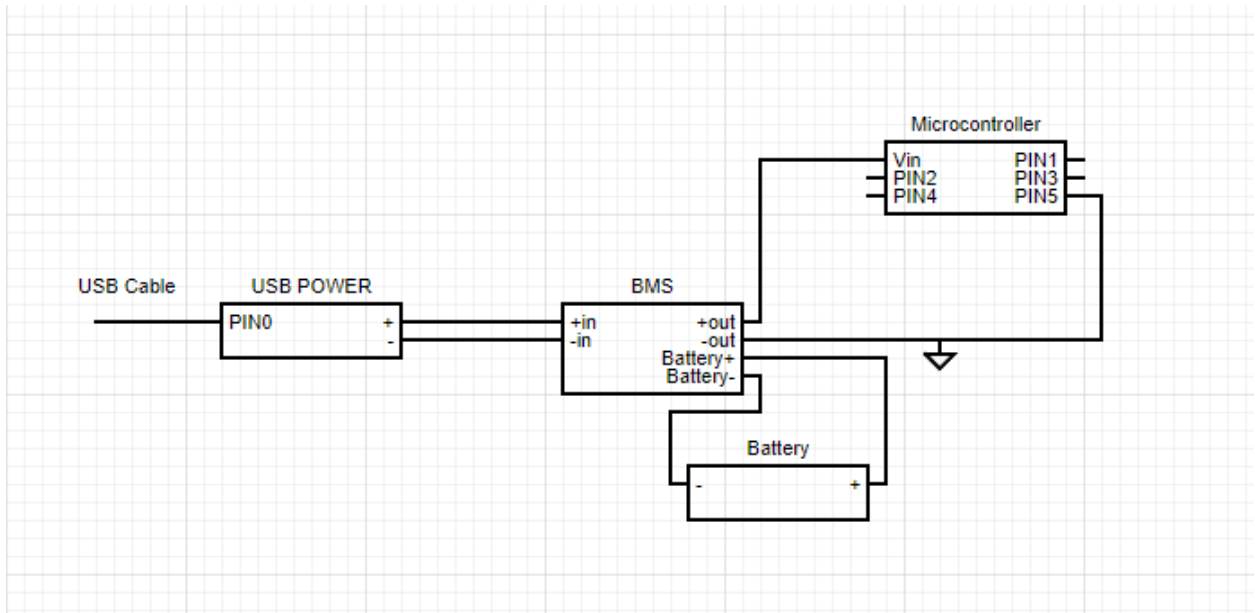 Microcontroller
Vin PIN1
PIN2 PIN3
PIN4 PIN5
USB Cable USB POWER BMS
PIN0 + +in +out
- -in -out
Battery+
Battery-
Battery
- +